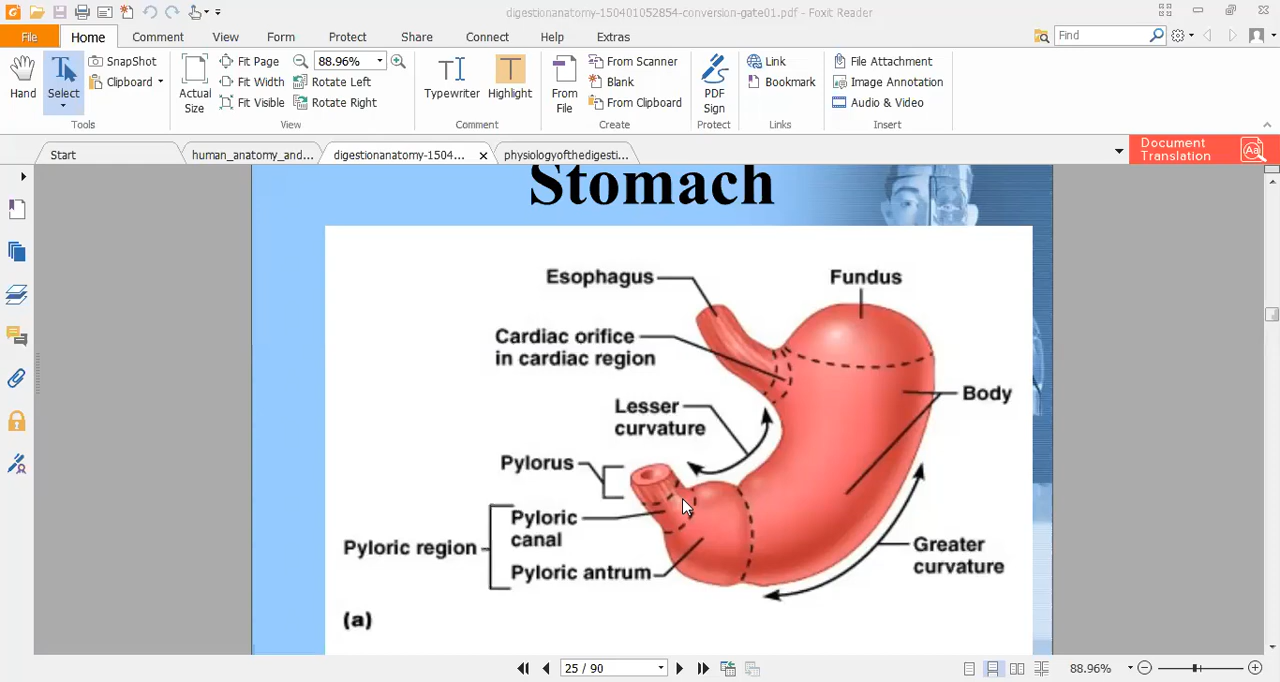 digestionanatomy-150401052854-conversion-gate01.pdf - Foxit Reader
File
Home
Comment
View
Form
Protect
Share
Connect
Help
Extras
Find
Hand
Select
SnapShot
Clipboard
Tools
Actual
Size
Fit Page
Fit Width
Fit Visible
88.96%
Rotate Left
Rotate Right
View
Typewriter
Highlight
Comment
From
File
From Scanner
Blank
From Clipboard
Create
PDF
Sign
Protect
Link
Bookmark
Links
File Attachment
Image Annotation
Audio & Video
Insert
Start
human_anatomy_and...
digestionanatomy-1504...
physiologyofthedigesti...
Document
Translation
Stomach
Esophagus
Fundus
Cardiac orifice
in cardiac region
Body
Lesser
curvature
Pylorus
Pyloric
canal
Pyloric region
Pyloric antrum
Greater
curvature
(a)
25 / 90
88.96%